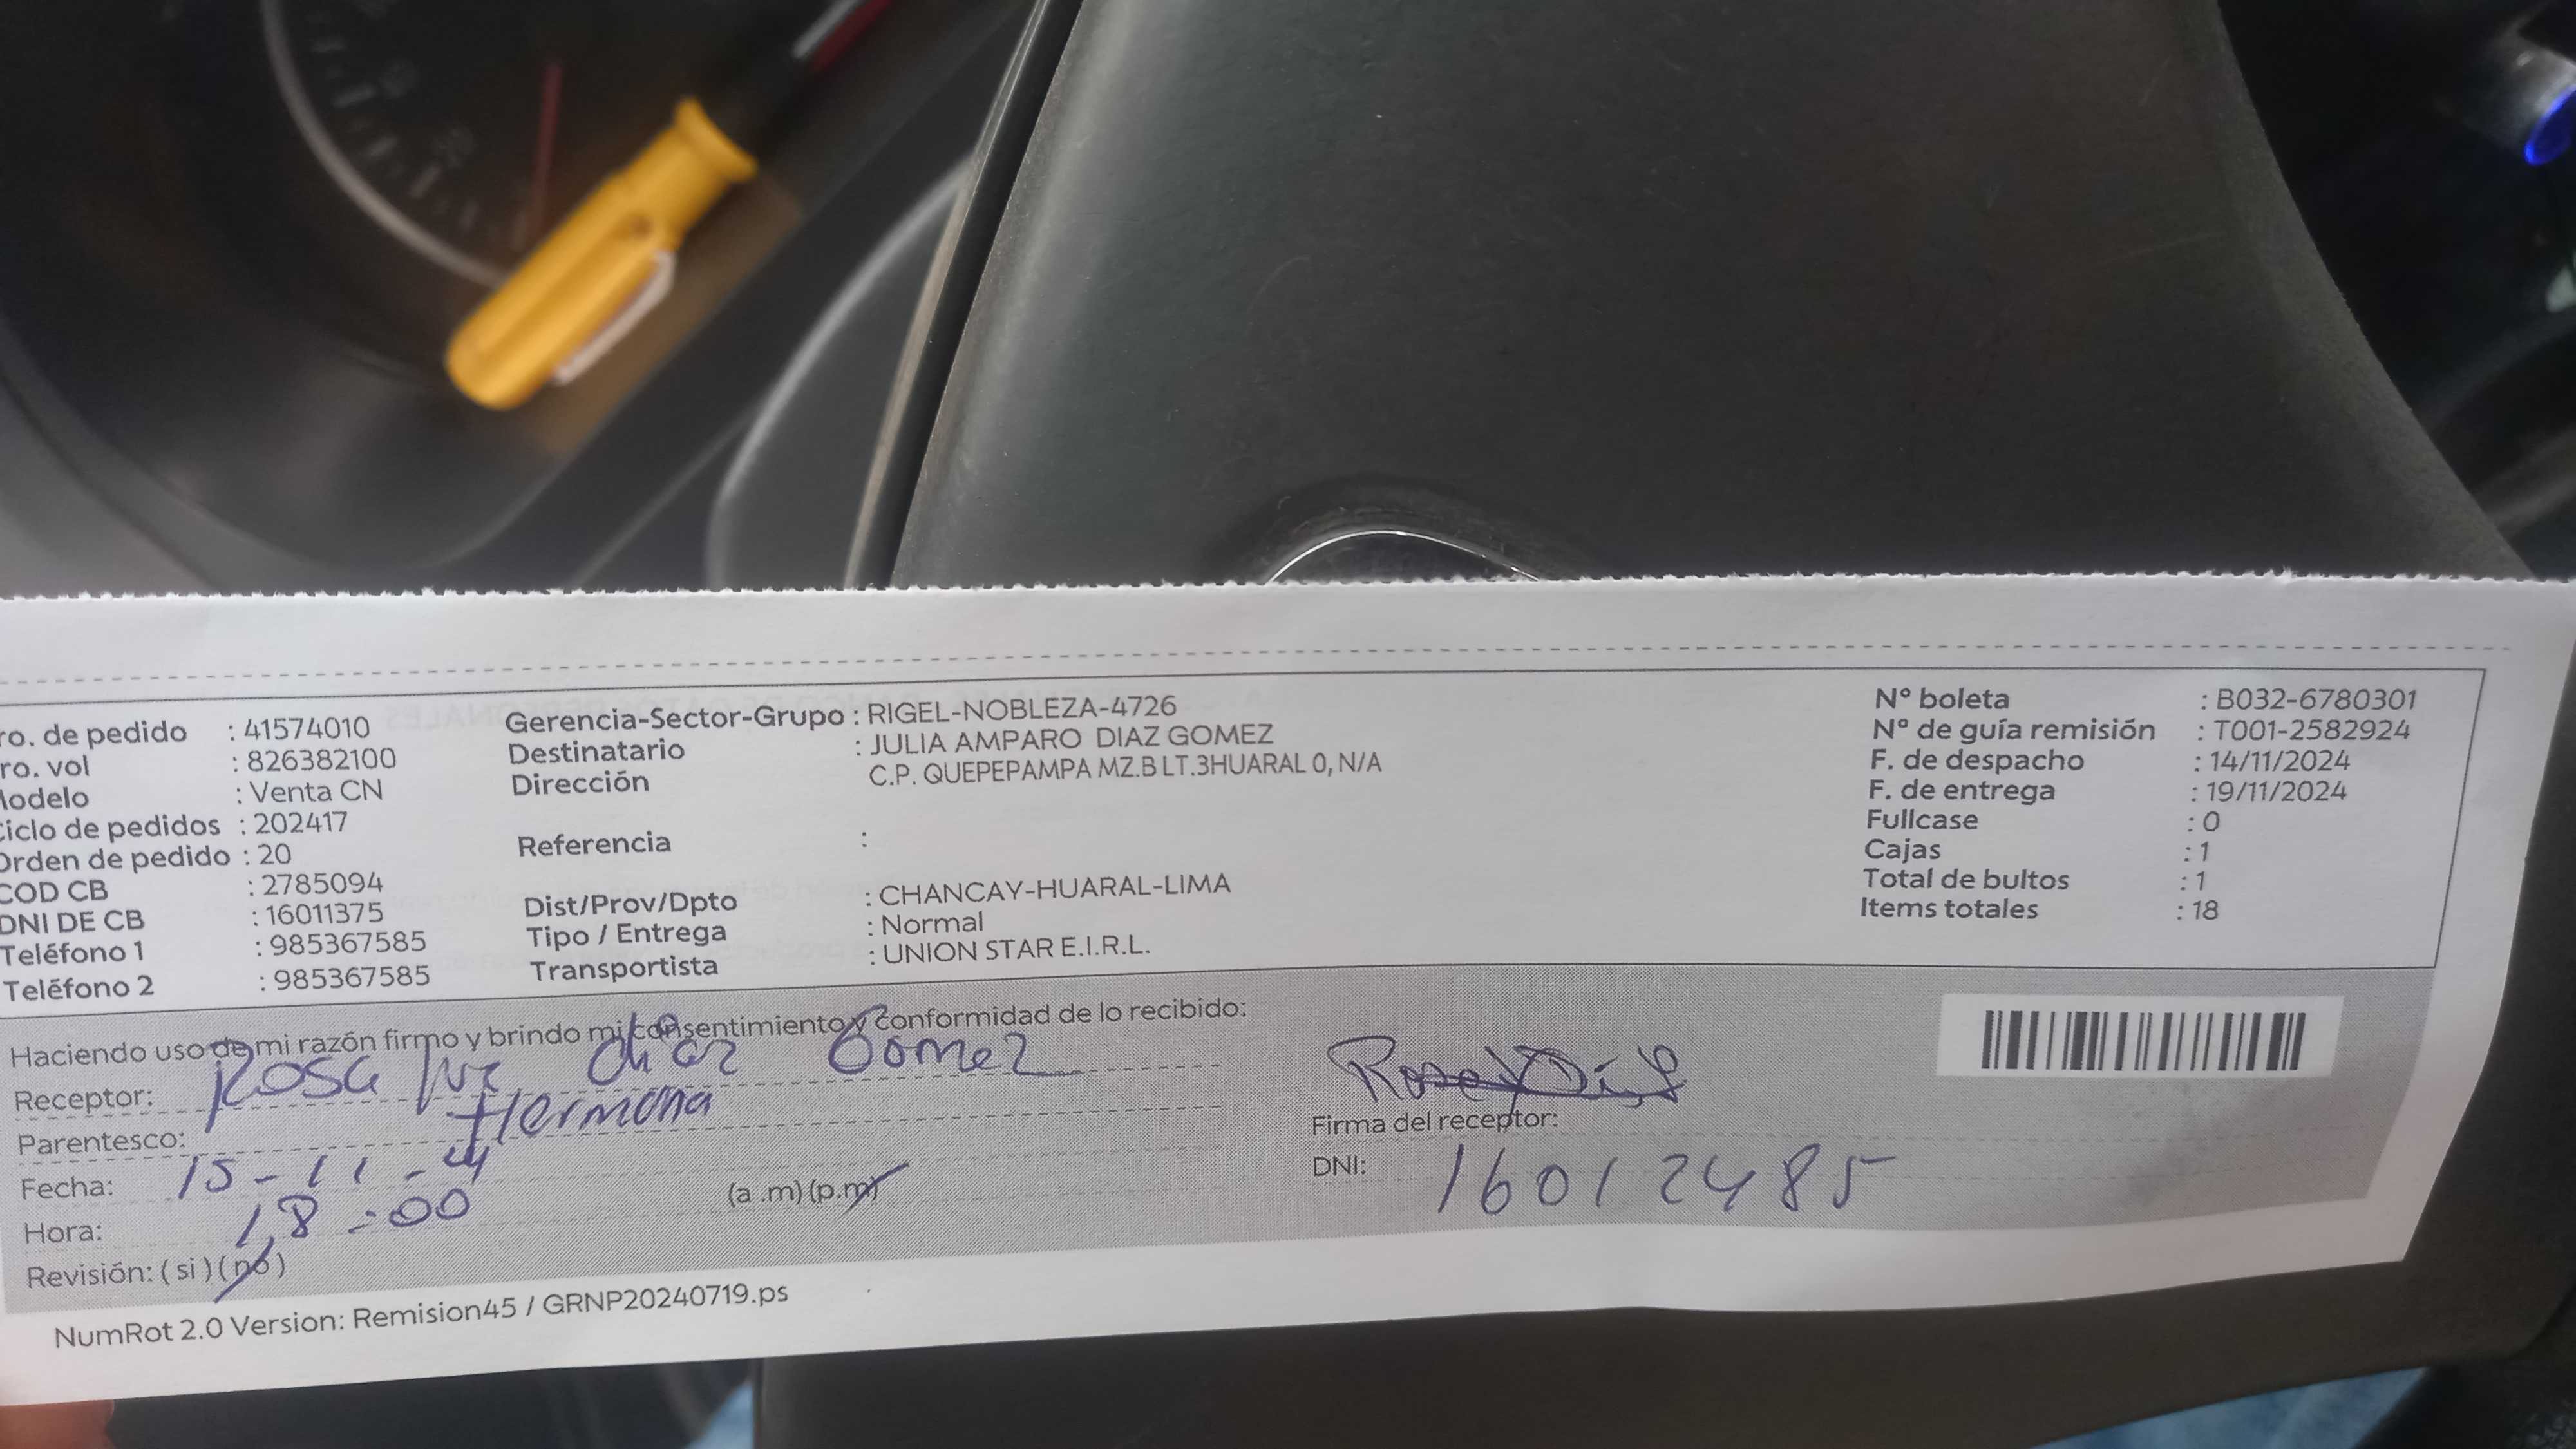 ro. de pedido : 41574010
ro. vol : 826382100
Modelo : Venta CN
Ciclo de pedidos : 202417
Orden de pedido : 20
COD CB : 2785094
DNI DE CB : 16011375
Teléfono 1 : 985367585
Teléfono 2 : 985367585
Gerencia-Sector-Grupo : RIGEL-NOBLEZA-4726
Destinatario : JULIA AMPARO DIAZ GOMEZ
Dirección C.P. QUEPEPAMPA MZ.B LT.3HUARAL 0, N/A
Referencia :
Dist/Prov/Dpto : CHANCAY-HUARAL-LIMA
Tipo / Entrega : Normal
Transportista : UNION STAR E.I.R.L.
Nº boleta : B032-6780301
Nº de guía remisión : T001-2582924
F. de despacho : 14/11/2024
F. de entrega : 19/11/2024
Fullcase : 0
Cajas : 1
Total de bultos : 1
Items totales : 18
Haciendo uso de mi razón firmo y brindo mi consentimiento y conformidad de lo recibido:
Receptor: Rosa luz diaz Gomez
Parentesco: Hermana
Fecha: 15-11-24
Hora: 18:00 (a .m) (p.m)
Revisión: ( si ) ( no )
Rosa Diaz
Firma del receptor:
DNI: 16012485
NumRot 2.0 Version: Remision45 / GRNP20240719.ps